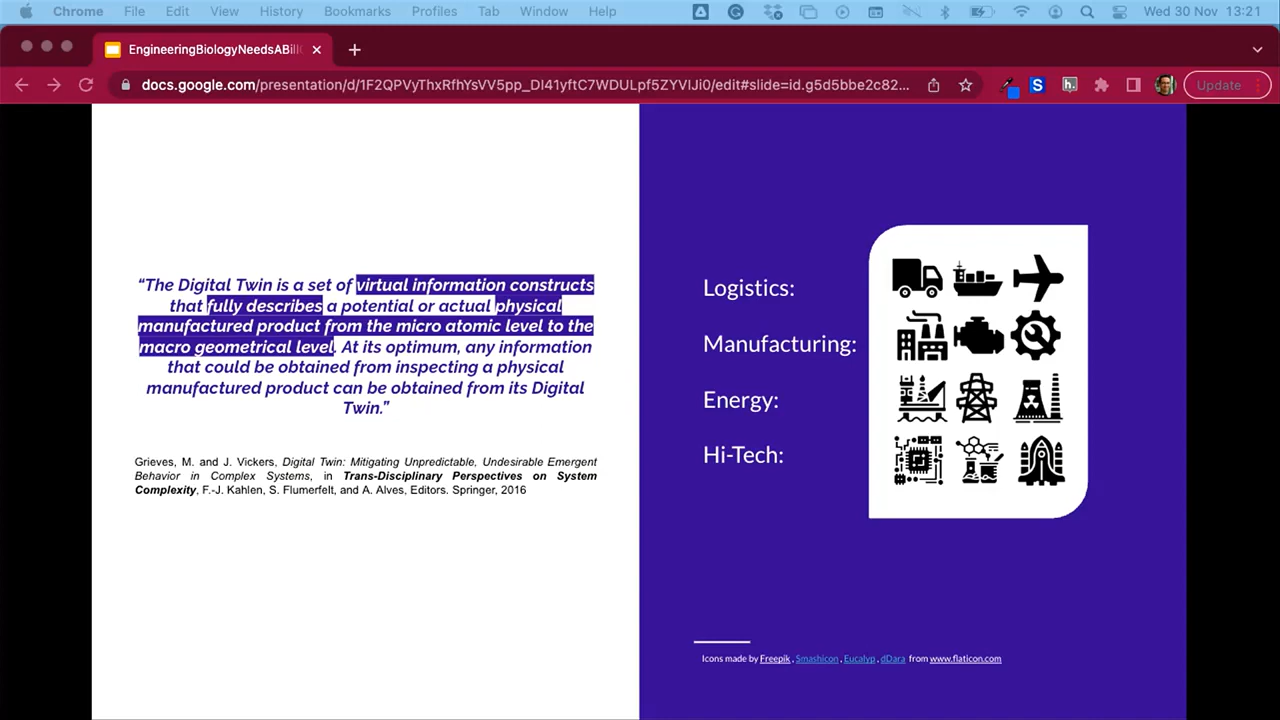 Chrome File Edit View History Bookmarks Profiles Tab Window Help Wed 30 Nov 13:21
EngineeringBiologyNeedsABill
docs.google.com/presentation/d/1F2QPVyThxRfhYsVV5pp_DI41yftC7WDULpf5ZYVIJi0/edit#slide=id.g5d5bbe2c82... Update
“The Digital Twin is a set of virtual information constructs
that fully describes a potential or actual physical
manufactured product from the micro atomic level to the
macro geometrical level. At its optimum, any information
that could be obtained from inspecting a physical
manufactured product can be obtained from its Digital
Twin.”
Grieves, M. and J. Vickers, Digital Twin: Mitigating Unpredictable, Undesirable Emergent
Behavior in Complex Systems, in Trans-Disciplinary Perspectives on System
Complexity, F.-J. Kahlen, S. Flumerfelt, and A. Alves, Editors. Springer, 2016
Logistics:
Manufacturing:
Energy:
Hi-Tech:
Icons made by Freepik , Smashicon , Eucalyp , dDara from www.flaticon.com